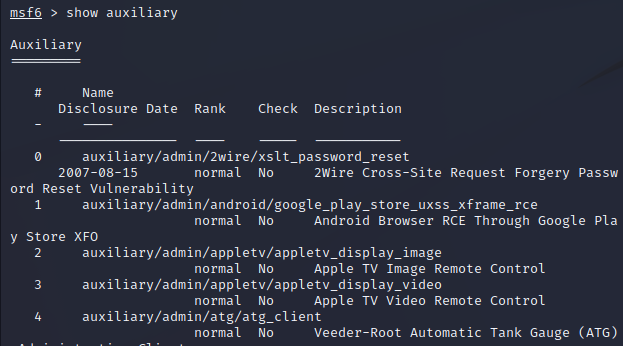 msf6 > show auxiliary
Auxiliary
=========
# Name
Disclosure Date Rank Check Description
- ----
--------------- ---- ----- -----------
0 auxiliary/admin/2wire/xslt_password_reset
2007-08-15 normal No 2Wire Cross-Site Request Forgery Passw
ord Reset Vulnerability
1 auxiliary/admin/android/google_play_store_uxss_xframe_rce
normal No Android Browser RCE Through Google Pla
y Store XFO
2 auxiliary/admin/appletv/appletv_display_image
normal No Apple TV Image Remote Control
3 auxiliary/admin/appletv/appletv_display_video
normal No Apple TV Video Remote Control
4 auxiliary/admin/atg/atg_client
normal No Veeder-Root Automatic Tank Gauge (ATG)